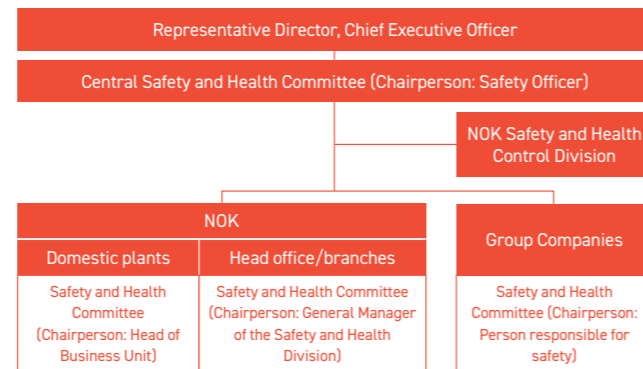 Representative Director, Chief Executive Officer
Central Safety and Health Committee (Chairperson: Safety Officer)
NOK Safety and Health
Control Division
NOK
Domestic plants
Head office/branches
Group Companies
Safety and Health
Committee
(Chairperson: Head of
Business Unit)
Safety and Health Committee
(Chairperson: General Manager
of the Safety and Health
Division)
Safety and Health
Committee (Chairperson:
Person responsible for
safety)